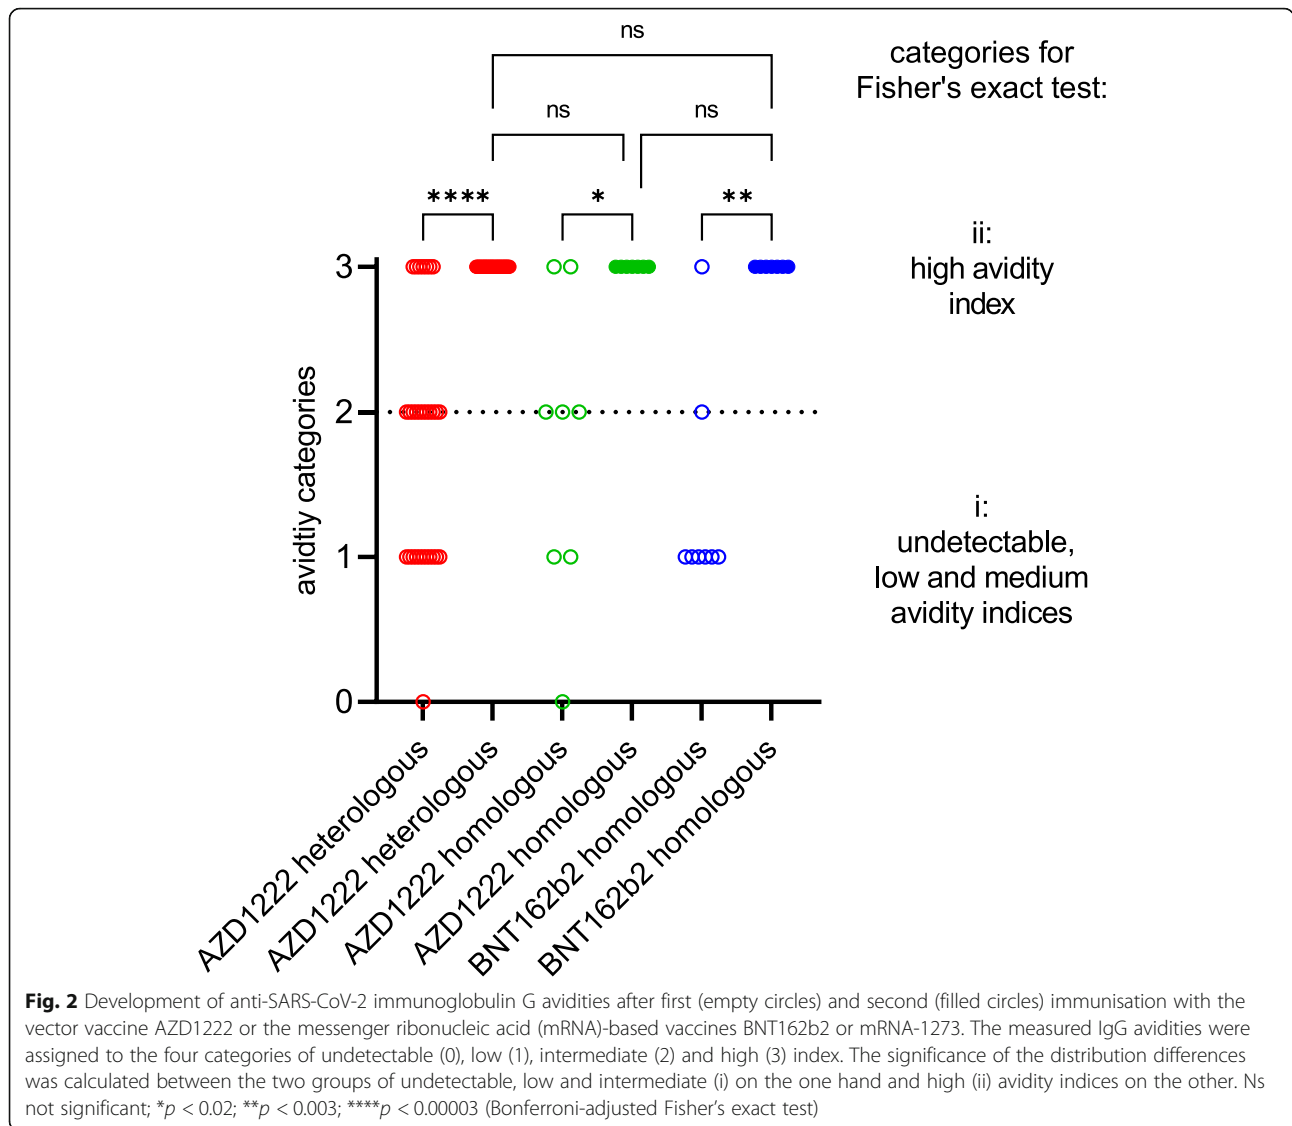 ns
categories for
Fisher's exact test:
ns
ns
****
*
**
ii:
high avidity
index
3
2
1
0
avidtiy categories
i:
undetectable,
low and medium
avidity indices
AZD1222 heterologous
AZD1222 heterologous
AZD1222 homologous
AZD1222 homologous
BNT162b2 homologous
BNT162b2 homologous
Fig. 2 Development of anti-SARS-CoV-2 immunoglobulin G avidities after first (empty circles) and second (filled circles) immunisation with the
vector vaccine AZD1222 or the messenger ribonucleic acid (mRNA)-based vaccines BNT162b2 or mRNA-1273. The measured IgG avidities were
assigned to the four categories of undetectable (0), low (1), intermediate (2) and high (3) index. The significance of the distribution differences
was calculated between the two groups of undetectable, low and intermediate (i) on the one hand and high (ii) avidity indices on the other. Ns
not significant; *p < 0.02; **p < 0.003; ****p < 0.00003 (Bonferroni-adjusted Fisher's exact test)